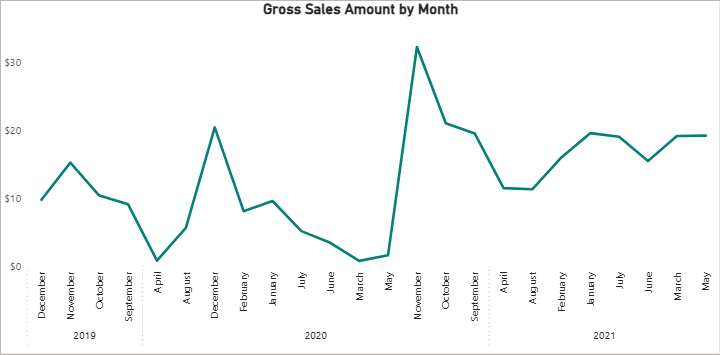 Gross Sales Amount by Month
$30
$20
$10
$0
December
November
October
September
April
August
December
February
January
July
June
March
May
November
October
September
April
August
February
January
July
June
March
May
2019
2020
2021